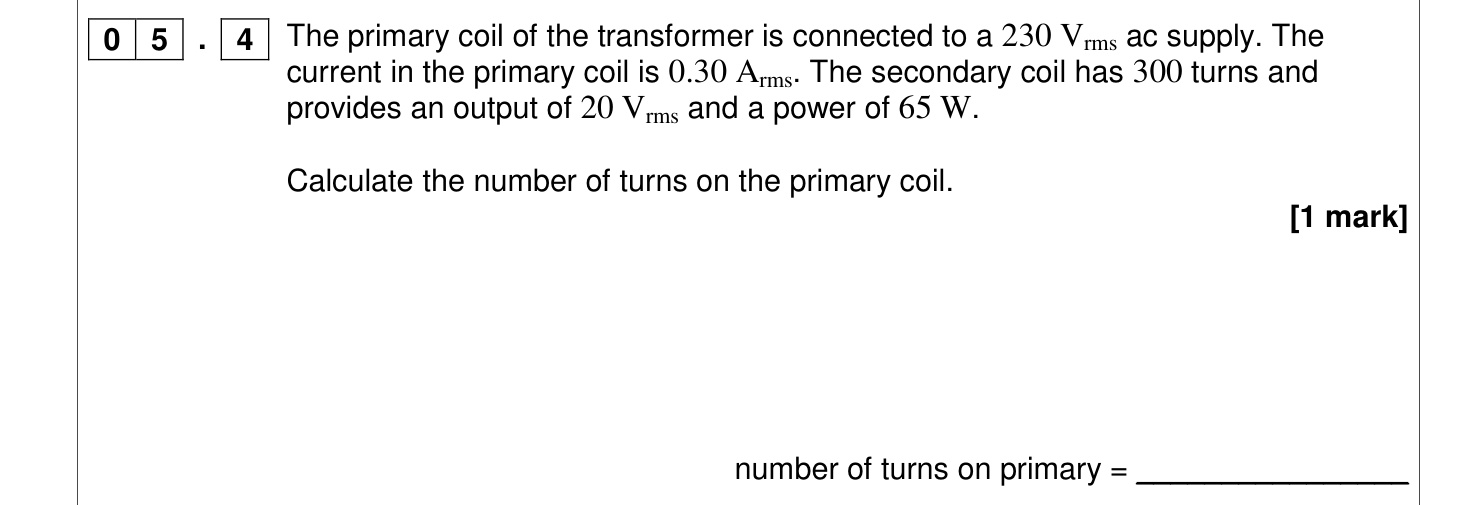 05.4 The primary coil of the transformer is connected to a 230 Vrms ac supply. The
current in the primary coil is 0.30 Arms. The secondary coil has 300 turns and
provides an output of 20 Vrms and a power of 65 W.
Calculate the number of turns on the primary coil.
[1 mark]
number of turns on primary = ________________